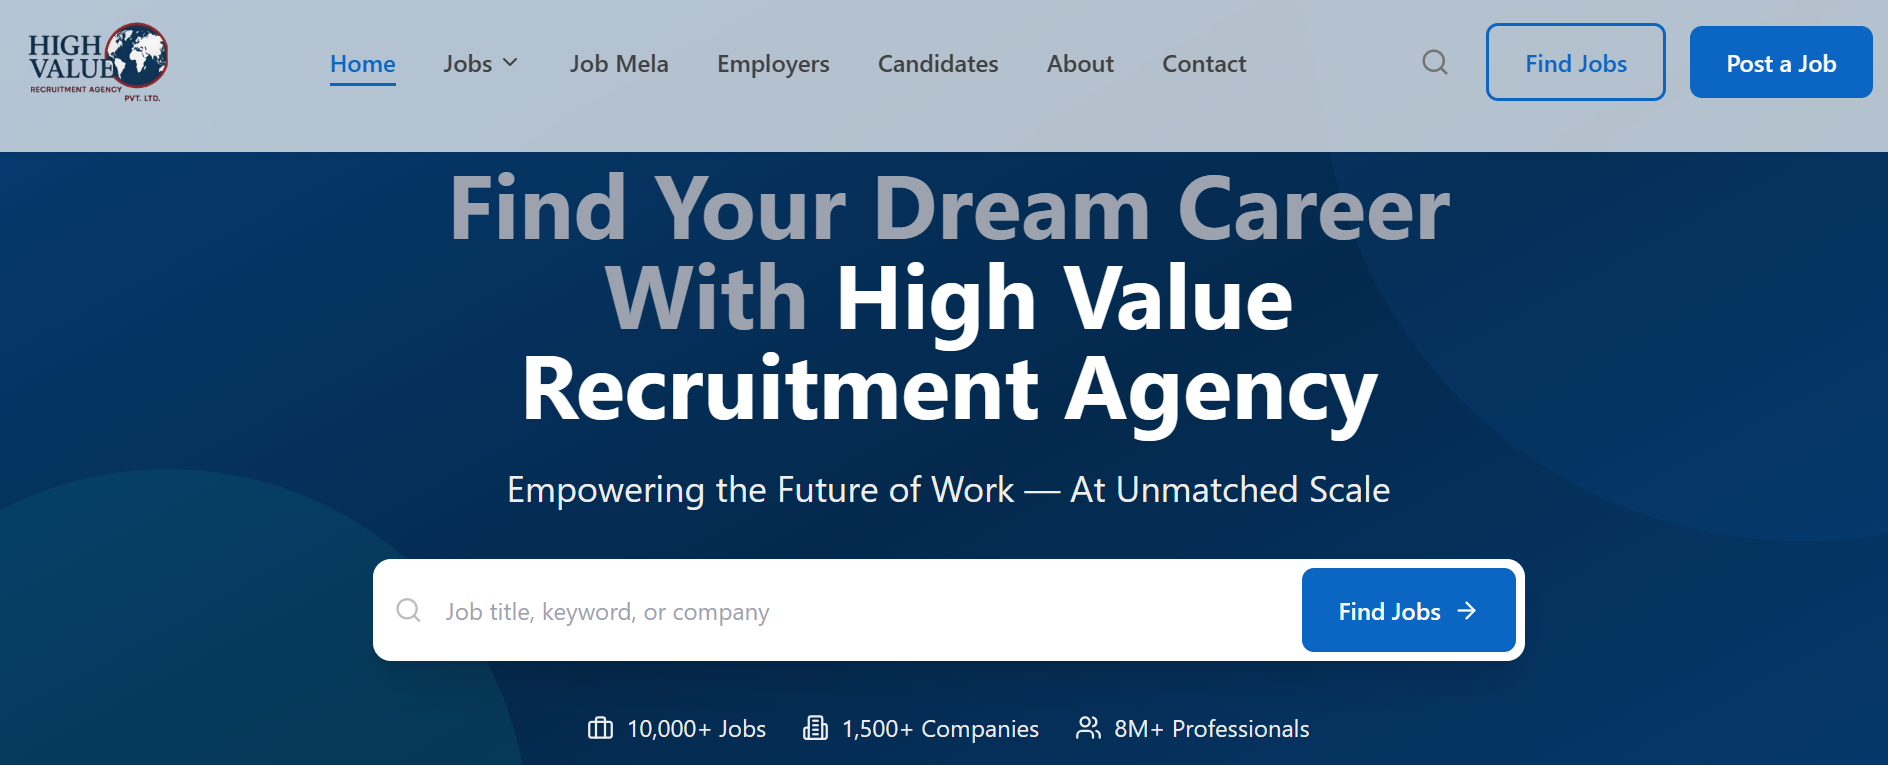 HIGH
VALUE
RECRUITMENT AGENCY
PVT. LTD.
Home Jobs Job Mela Employers Candidates About Contact Find Jobs Post a Job
Find Your Dream Career
With High Value
Recruitment Agency
Empowering the Future of Work — At Unmatched Scale
Job title, keyword, or company Find Jobs
10,000+ Jobs 1,500+ Companies 8M+ Professionals